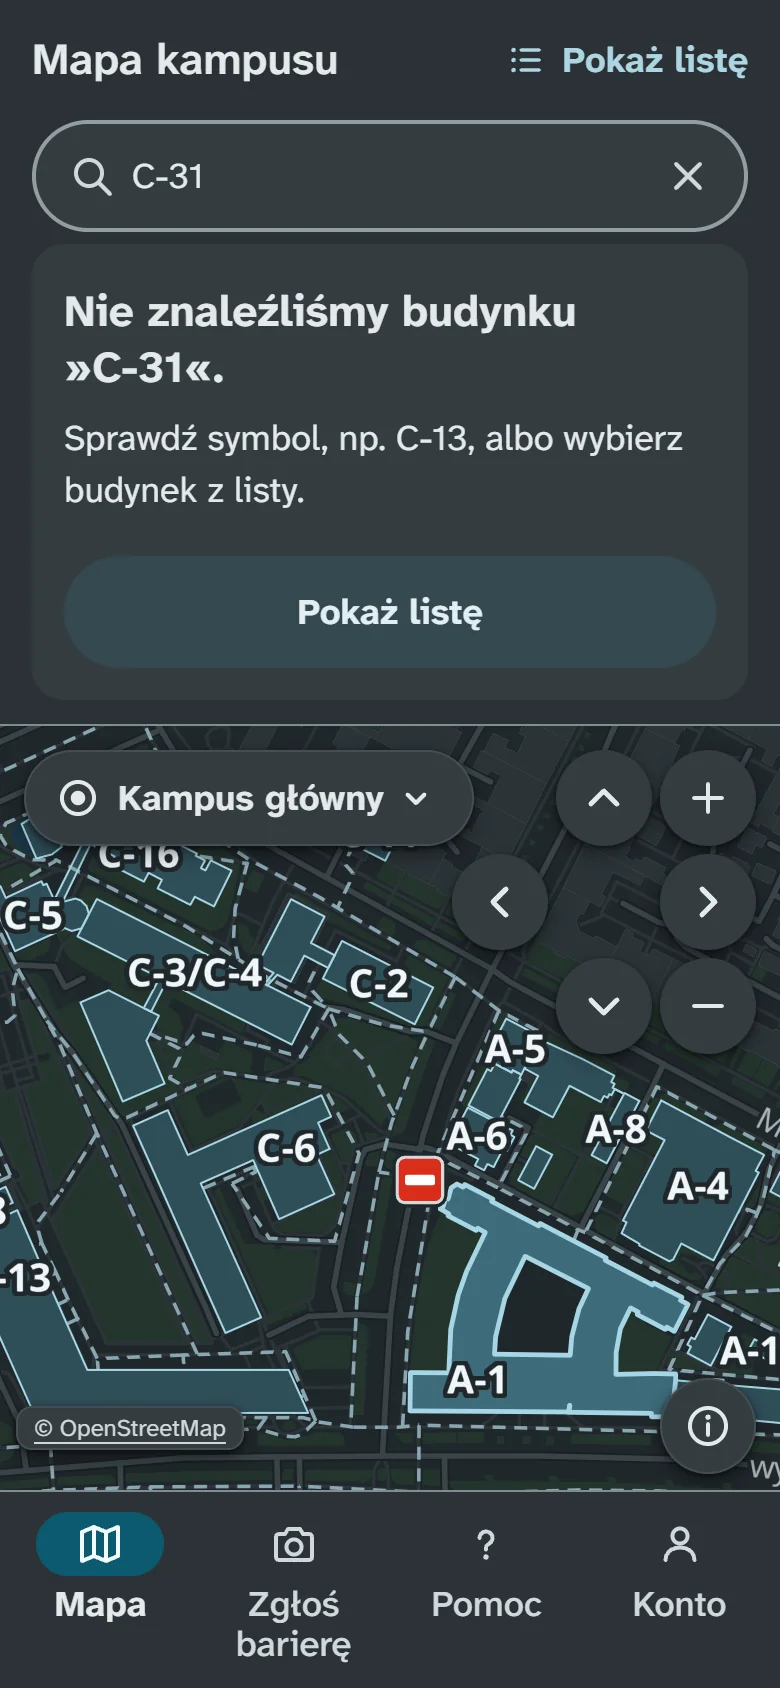 Mapa kampusu
Pokaż listę
C-31
Nie znaleźliśmy budynku
»C-31«.
Sprawdź symbol, np. C-13, albo wybierz
budynek z listy.
Pokaż listę
Kampus główny
C-16
C-5
C-3/C-4
C-2
A-5
A-6
A-8
C-6
A-4
-13
A-1
A-1
© OpenStreetMap
Mapa
Zgłoś
barierę
Pomoc
Konto